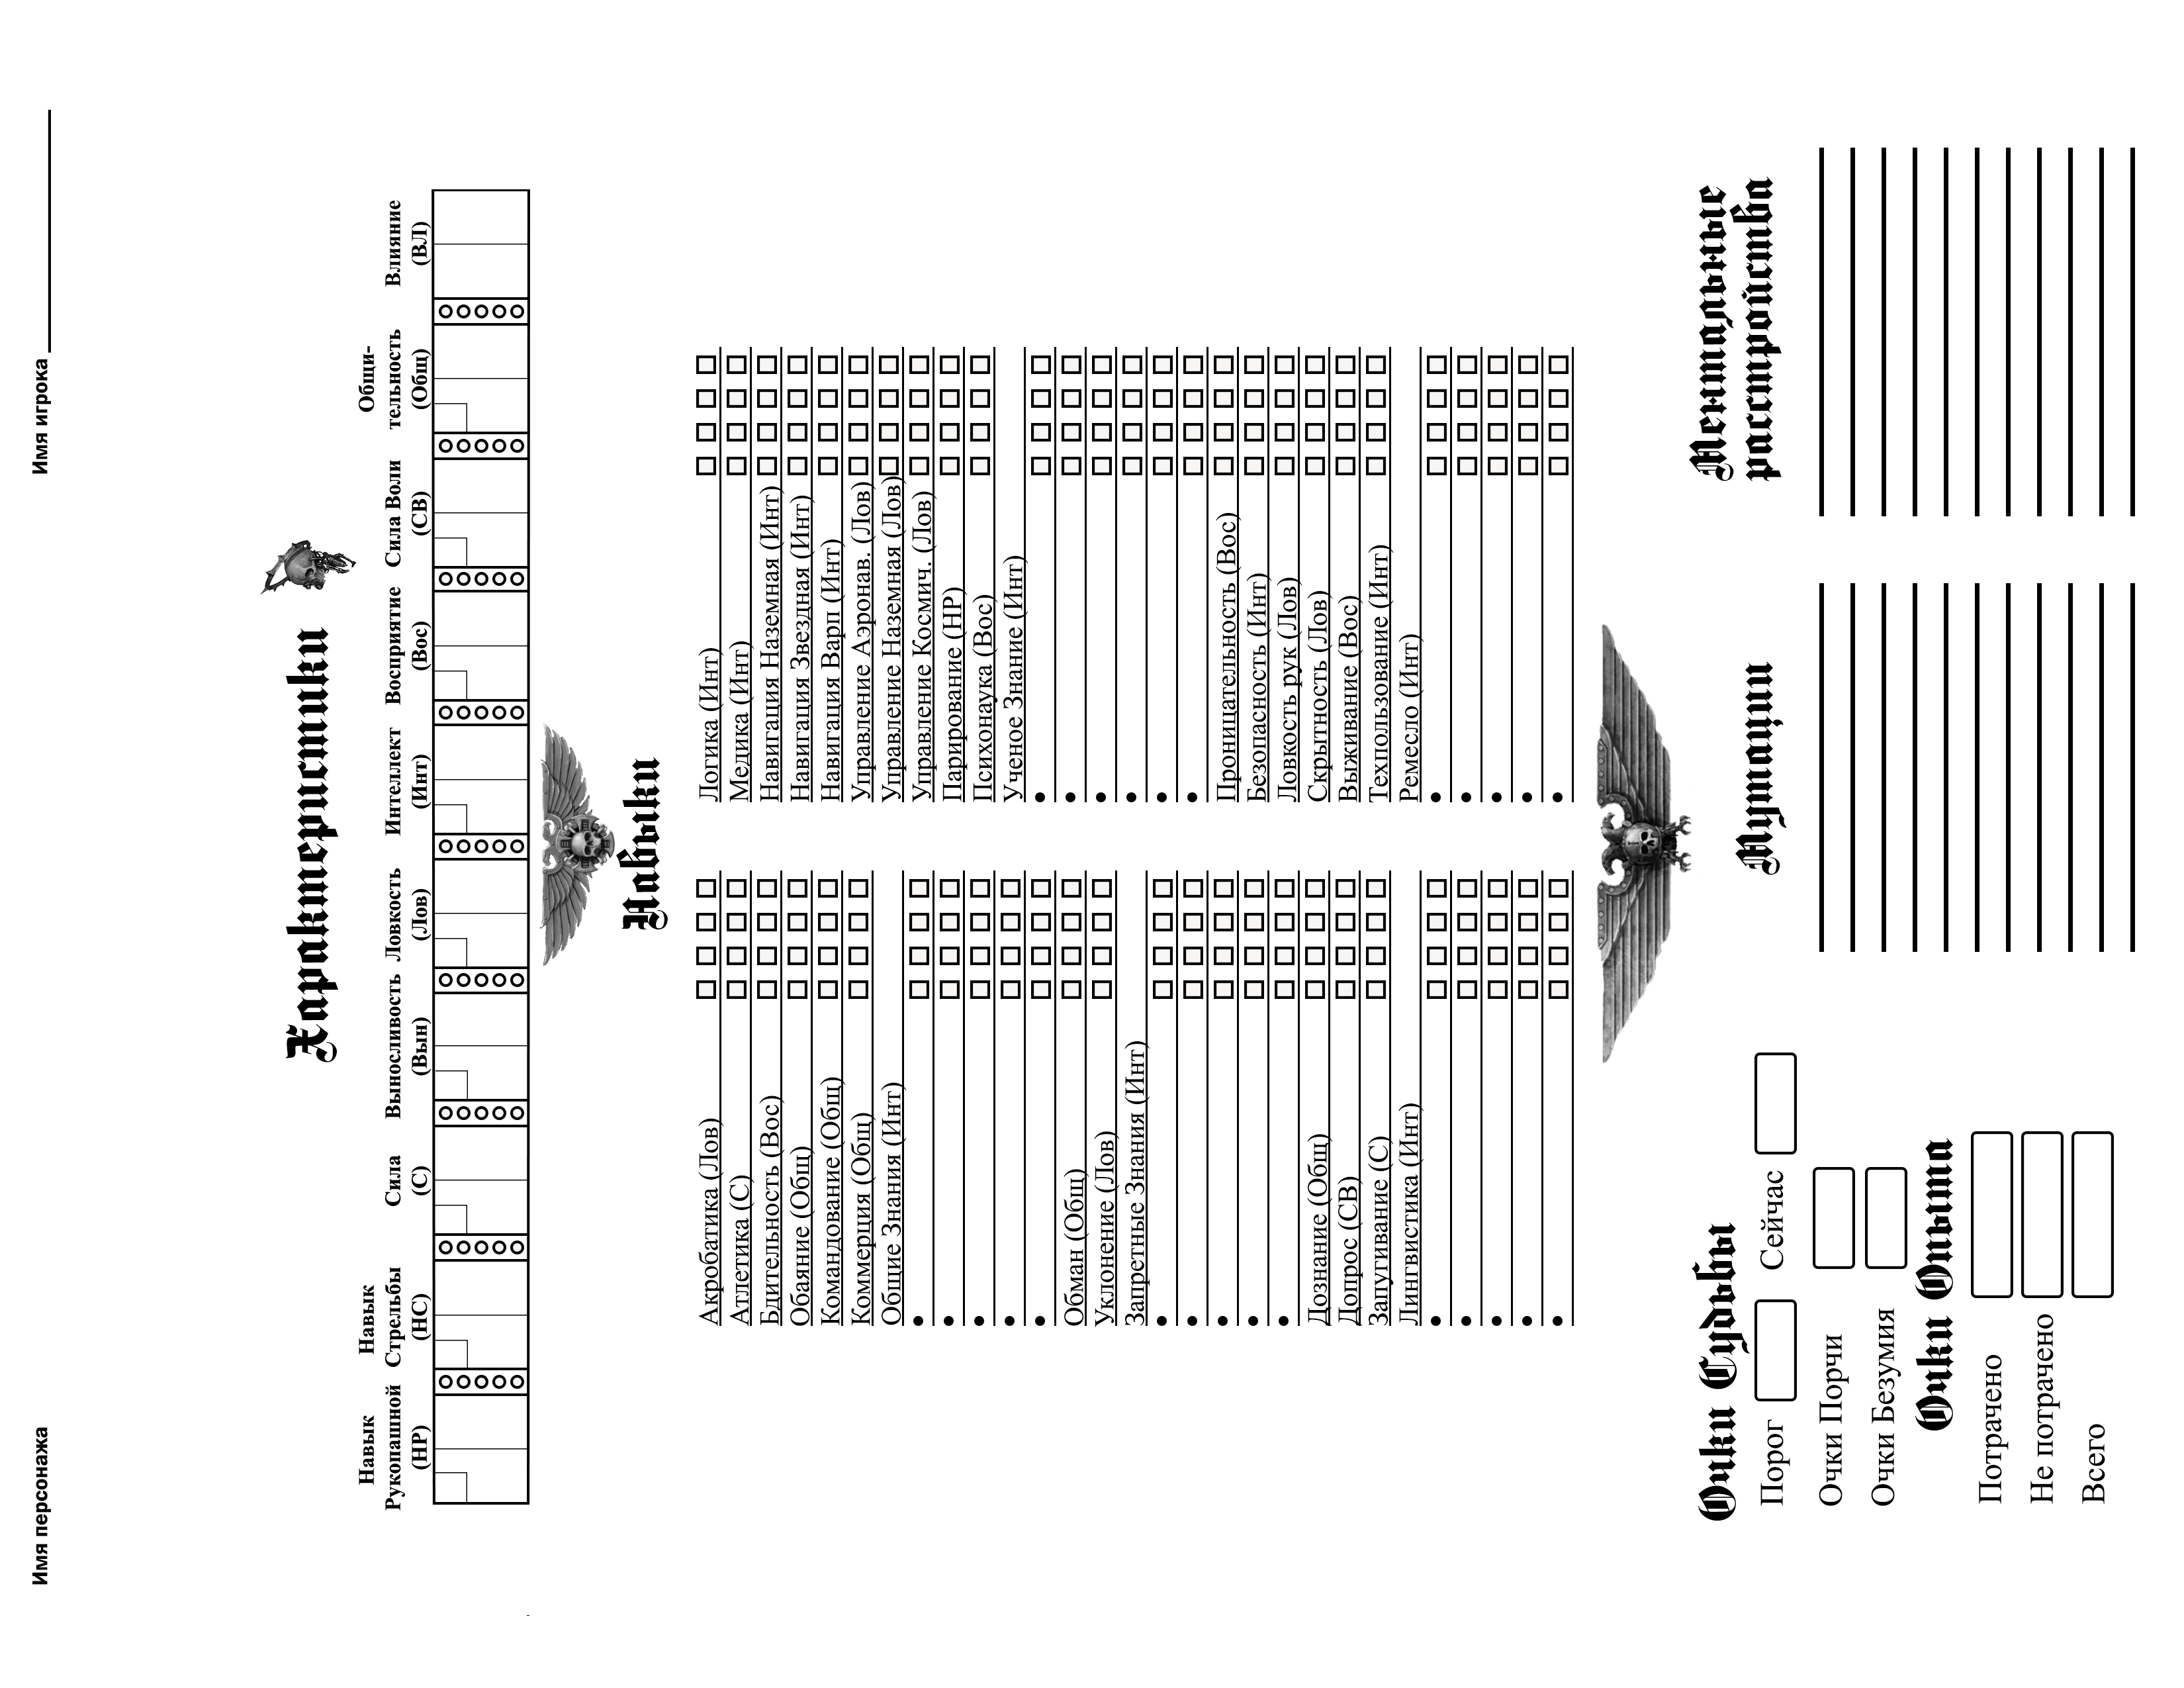 Имя персонажа
Имя игрока
Характеристики
Навык
Рукопашной
(НР)
Навык
Стрельбы
(НС)
Сила
(С)
Выносливость
(Вын)
Ловкость
(Лов)
Интеллект
(Инт)
Восприятие
(Вос)
Сила Воли
(СВ)
Общи-
тельность
(Общ)
Влияние
(ВЛ)
Навыки
Акробатика (Лов)
Атлетика (С)
Бдительность (Вос)
Обаяние (Общ)
Командование (Общ)
Коммерция (Общ)
Общие Знания (Инт)
•
•
•
•
•
Обман (Общ)
Уклонение (Лов)
Запретные Знания (Инт)
•
•
•
•
•
Дознание (Общ)
Допрос (СВ)
Запугивание (С)
Лингвистика (Инт)
•
•
•
•
•
Логика (Инт)
Медика (Инт)
Навигация Наземная (Инт)
Навигация Звездная (Инт)
Навигация Варп (Инт)
Управление Аэронав. (Лов)
Управление Наземная (Лов)
Управление Космич. (Лов)
Парирование (НР)
Психонаука (Вос)
Ученое Знание (Инт)
•
•
•
•
•
•
Проницательность (Вос)
Безопасность (Инт)
Ловкость рук (Лов)
Скрытность (Лов)
Выживание (Вос)
Техпользование (Инт)
Ремесло (Инт)
•
•
•
•
•
Очки Судьбы
Порог
Сейчас
Очки Порчи
Очки Безумия
Очки Опыта
Потрачено
Не потрачено
Всего
Мутации
Ментальные
расстройства